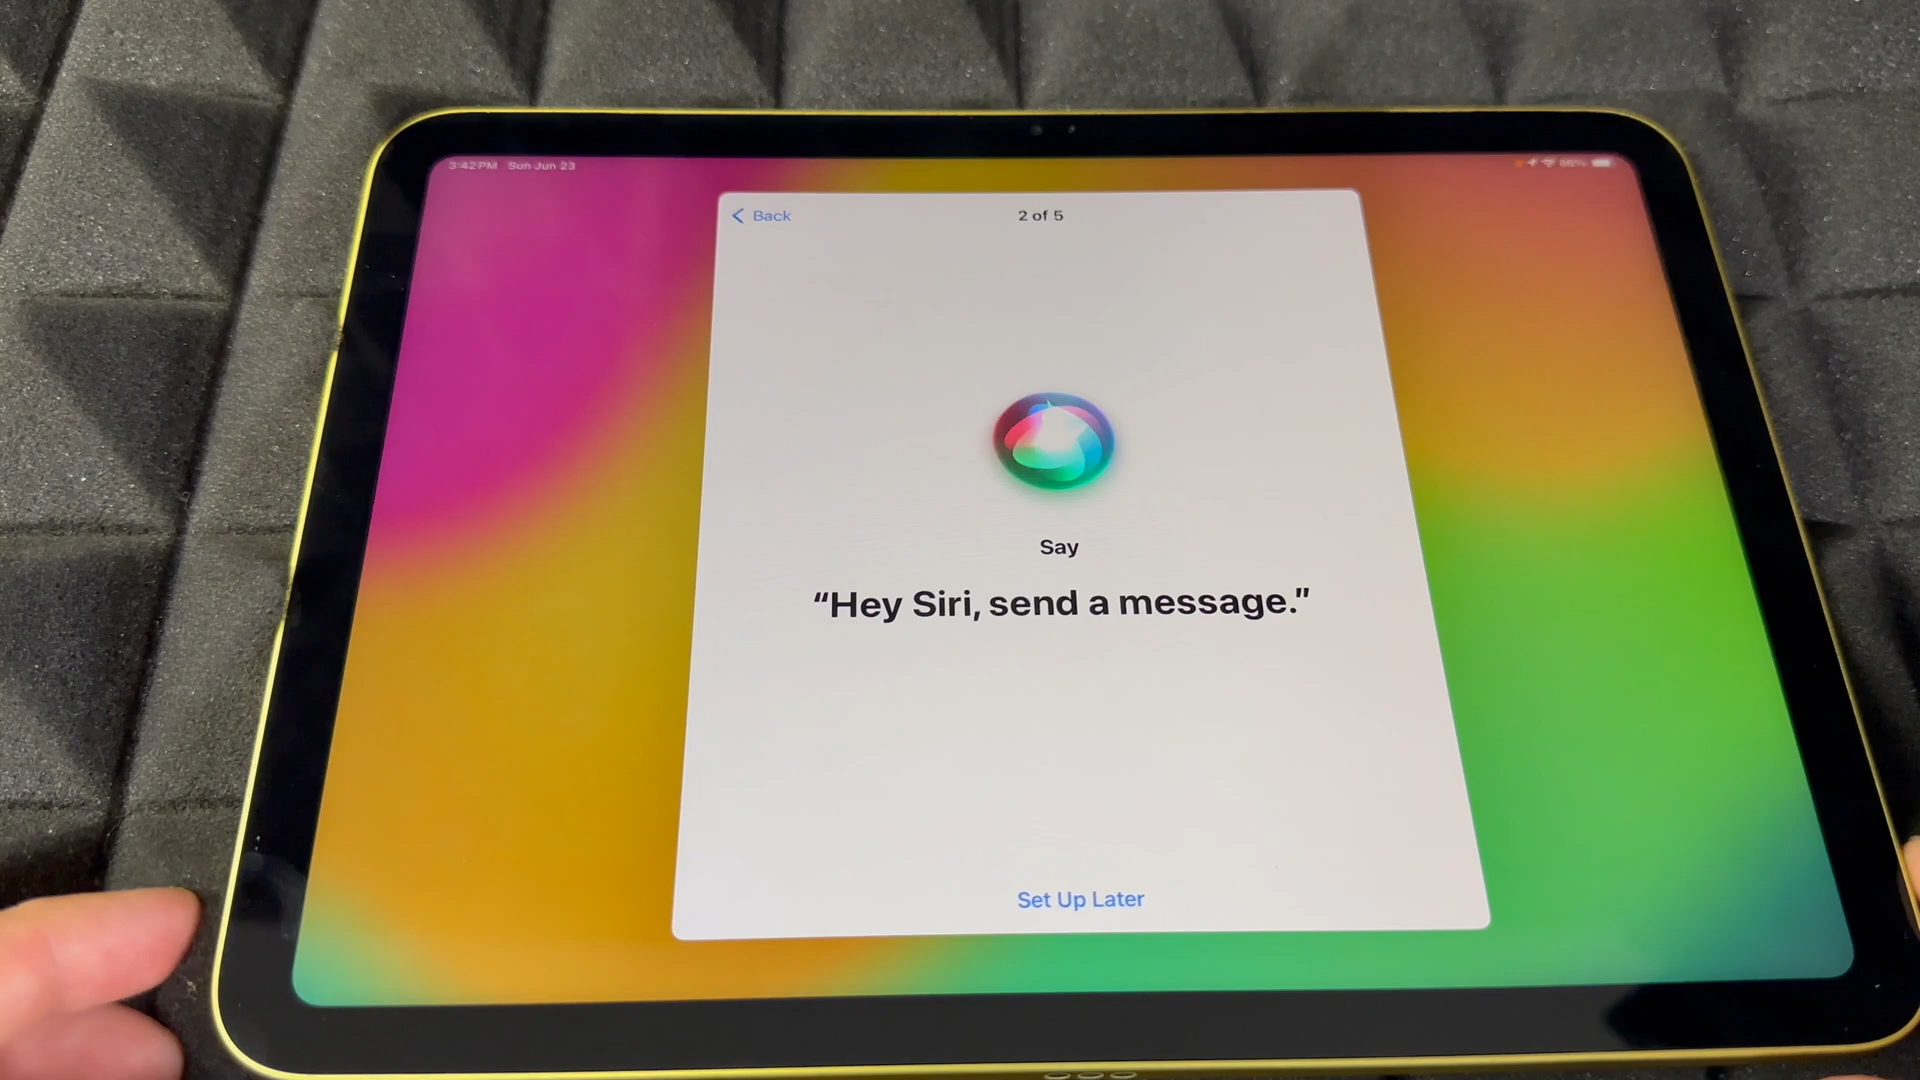 3:42 PM Sun Jun 23
Back
2 of 5
Say
“Hey Siri, send a message.”
Set Up Later